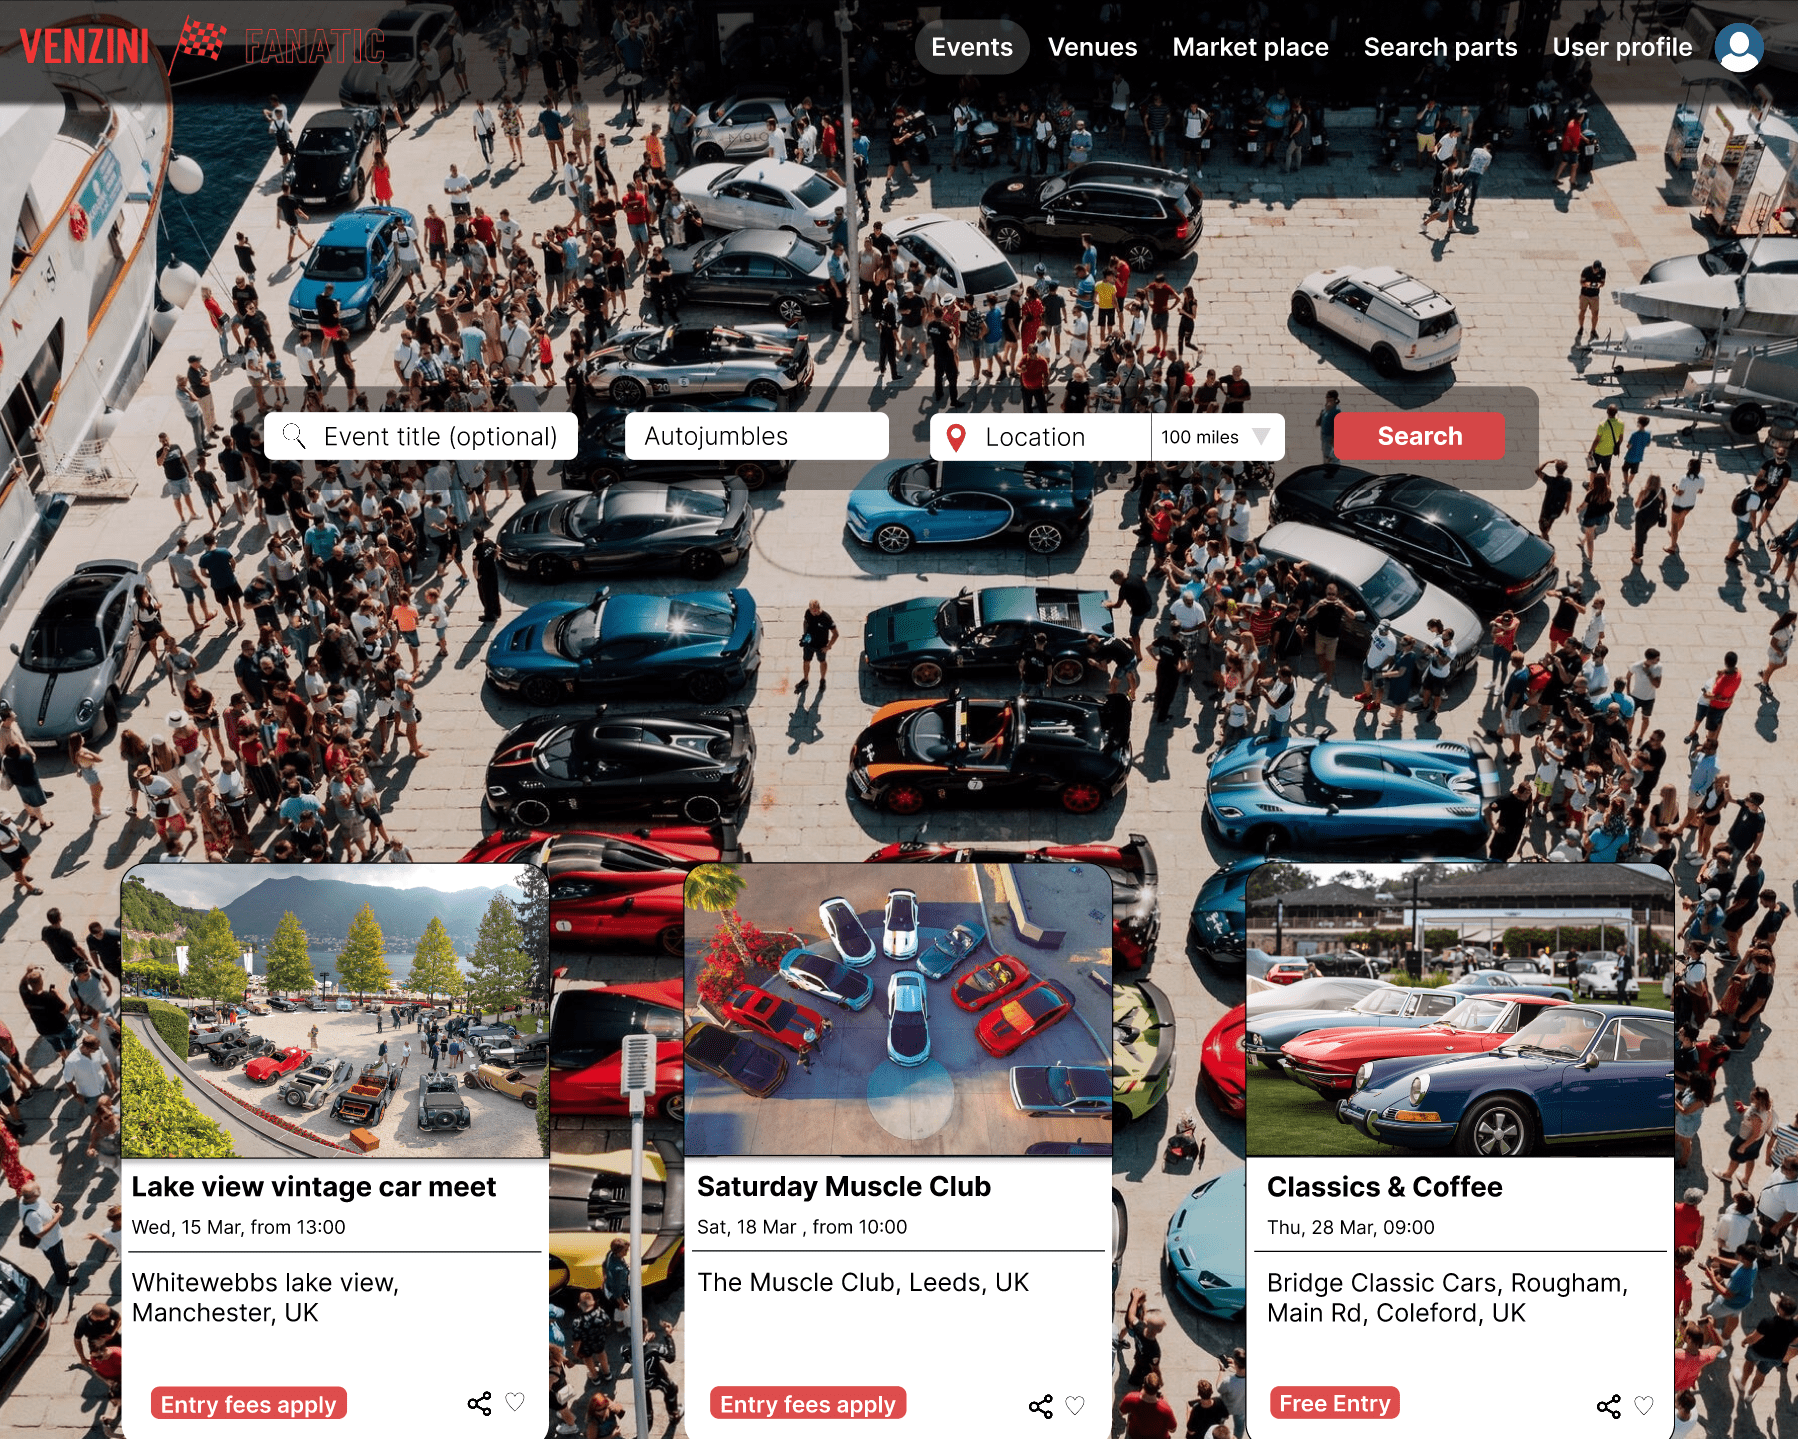 VENZINI FANATIC
Events Venues Market place Search parts User profile
Event title (optional) Autojumbles Location 100 miles Search
Lake view vintage car meet
Wed, 15 Mar, from 13:00
Whitewebbs lake view,
Manchester, UK
Entry fees apply
Saturday Muscle Club
Sat, 18 Mar , from 10:00
The Muscle Club, Leeds, UK
Entry fees apply
Classics & Coffee
Thu, 28 Mar, 09:00
Bridge Classic Cars, Rougham,
Main Rd, Coleford, UK
Free Entry